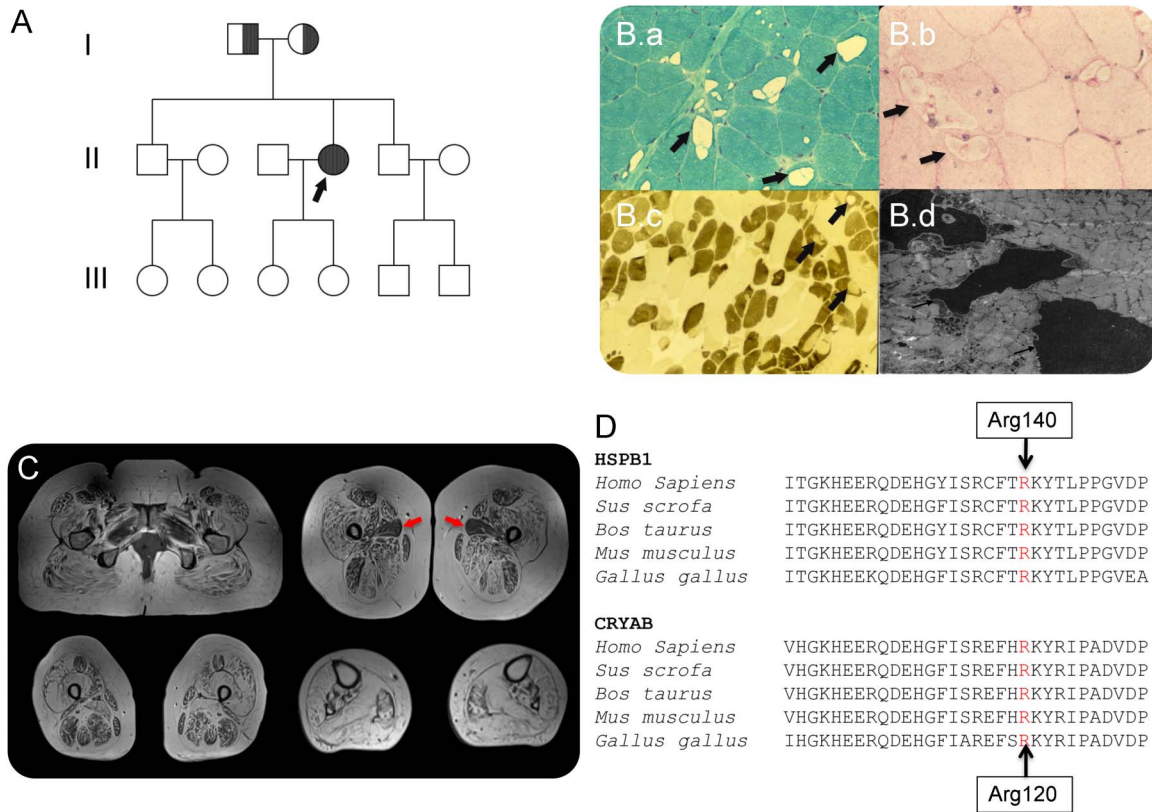 A
I
II
III
B.a
B.b
B.c
B.d
C
D
Arg140
HSPB1
Homo Sapiens ITGKHEERQDEHGYISRCFTRKYTLPPGVDP
Sus scrofa ITGKHEERQDEHGYISRCFTRKYTLPPGVDP
Bos taurus ITGKHEERQDEHGYISRCFTRKYTLPPGVDP
Mus musculus ITGKHEERQDEHGYISRCFTRKYTLPPGVDP
Gallus gallus ITGKHEEKQDEHGFISRCFTRKYTLPPGVEA
CRYAB
Homo Sapiens VHGKHEERQDEHGFISREFHRKYRIPADVDP
Sus scrofa VHGKHEERQDEHGFISREFHRKYRIPADVDP
Bos taurus VHGKHEERQDEHGFISREFHRKYRIPADVDP
Mus musculus VHGKHEERQDEHGFISREFHRKYRIPADVDP
Gallus gallus IHGKHEERQDEHGFIAREFSRKYRIPADVDP
Arg120